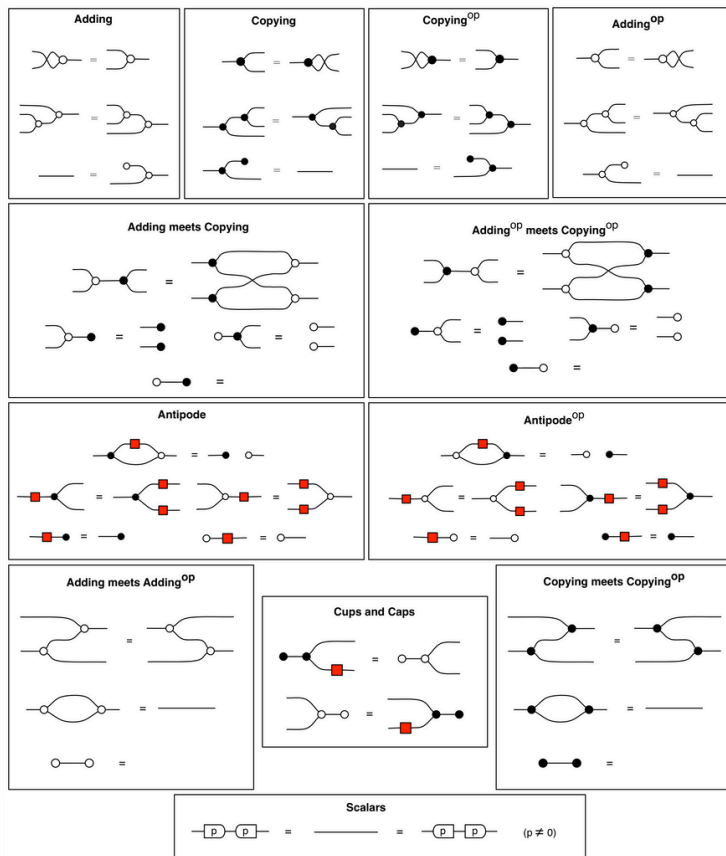 Adding
Copying
Copying^op
Adding^op
=
=
=
=
=
=
=
=
=
=
=
=
Adding meets Copying
Adding^op meets Copying^op
=
=
=
=
=
=
=
=
Antipode
Antipode^op
=
=
=
=
=
=
=
=
=
=
Adding meets Adding^op
Copying meets Copying^op
Cups and Caps
=
=
=
=
=
=
=
=
Scalars
p p = = p p (p ≠ 0)